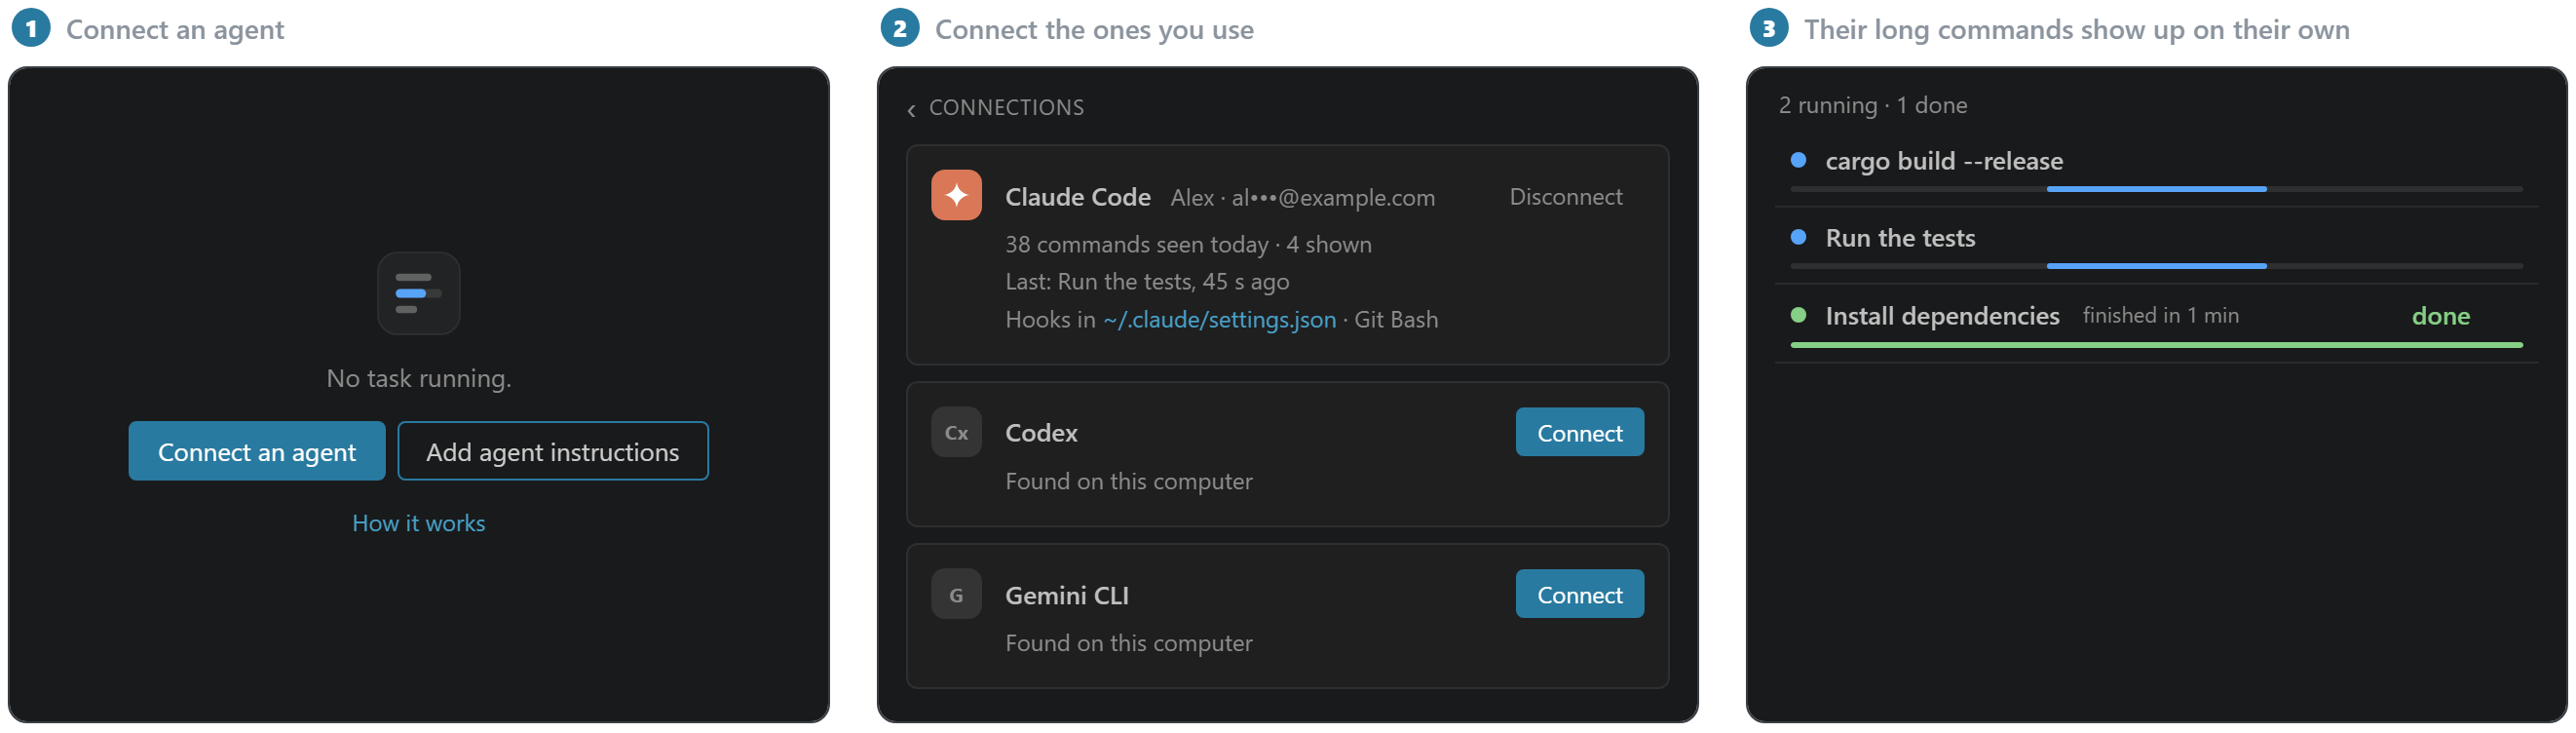 1 Connect an agent
No task running.
Connect an agent
Add agent instructions
How it works
2 Connect the ones you use
‹ CONNECTIONS
Claude Code Alex · al•••@example.com Disconnect
38 commands seen today · 4 shown
Last: Run the tests, 45 s ago
Hooks in ~/.claude/settings.json · Git Bash
Cx Codex Connect
Found on this computer
G Gemini CLI Connect
Found on this computer
3 Their long commands show up on their own
2 running · 1 done
cargo build --release
Run the tests
Install dependencies finished in 1 min done